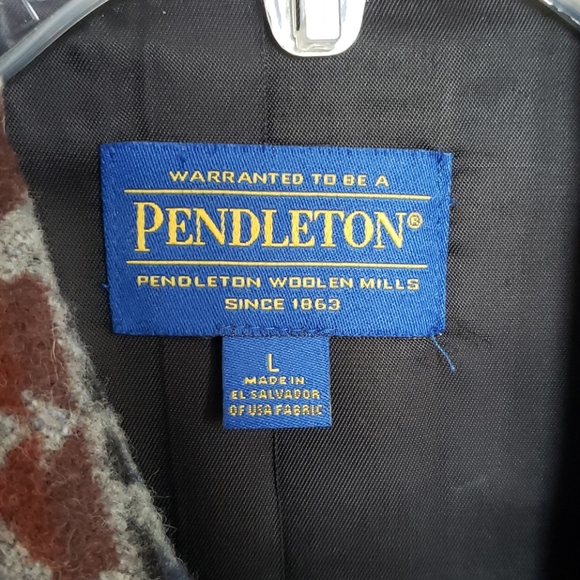 WARRANTED TO BE A
PENDLETON®
PENDLETON WOOLEN MILLS
SINCE 1863
L
MADE IN
EL SALVADOR
OF USA FABRIC